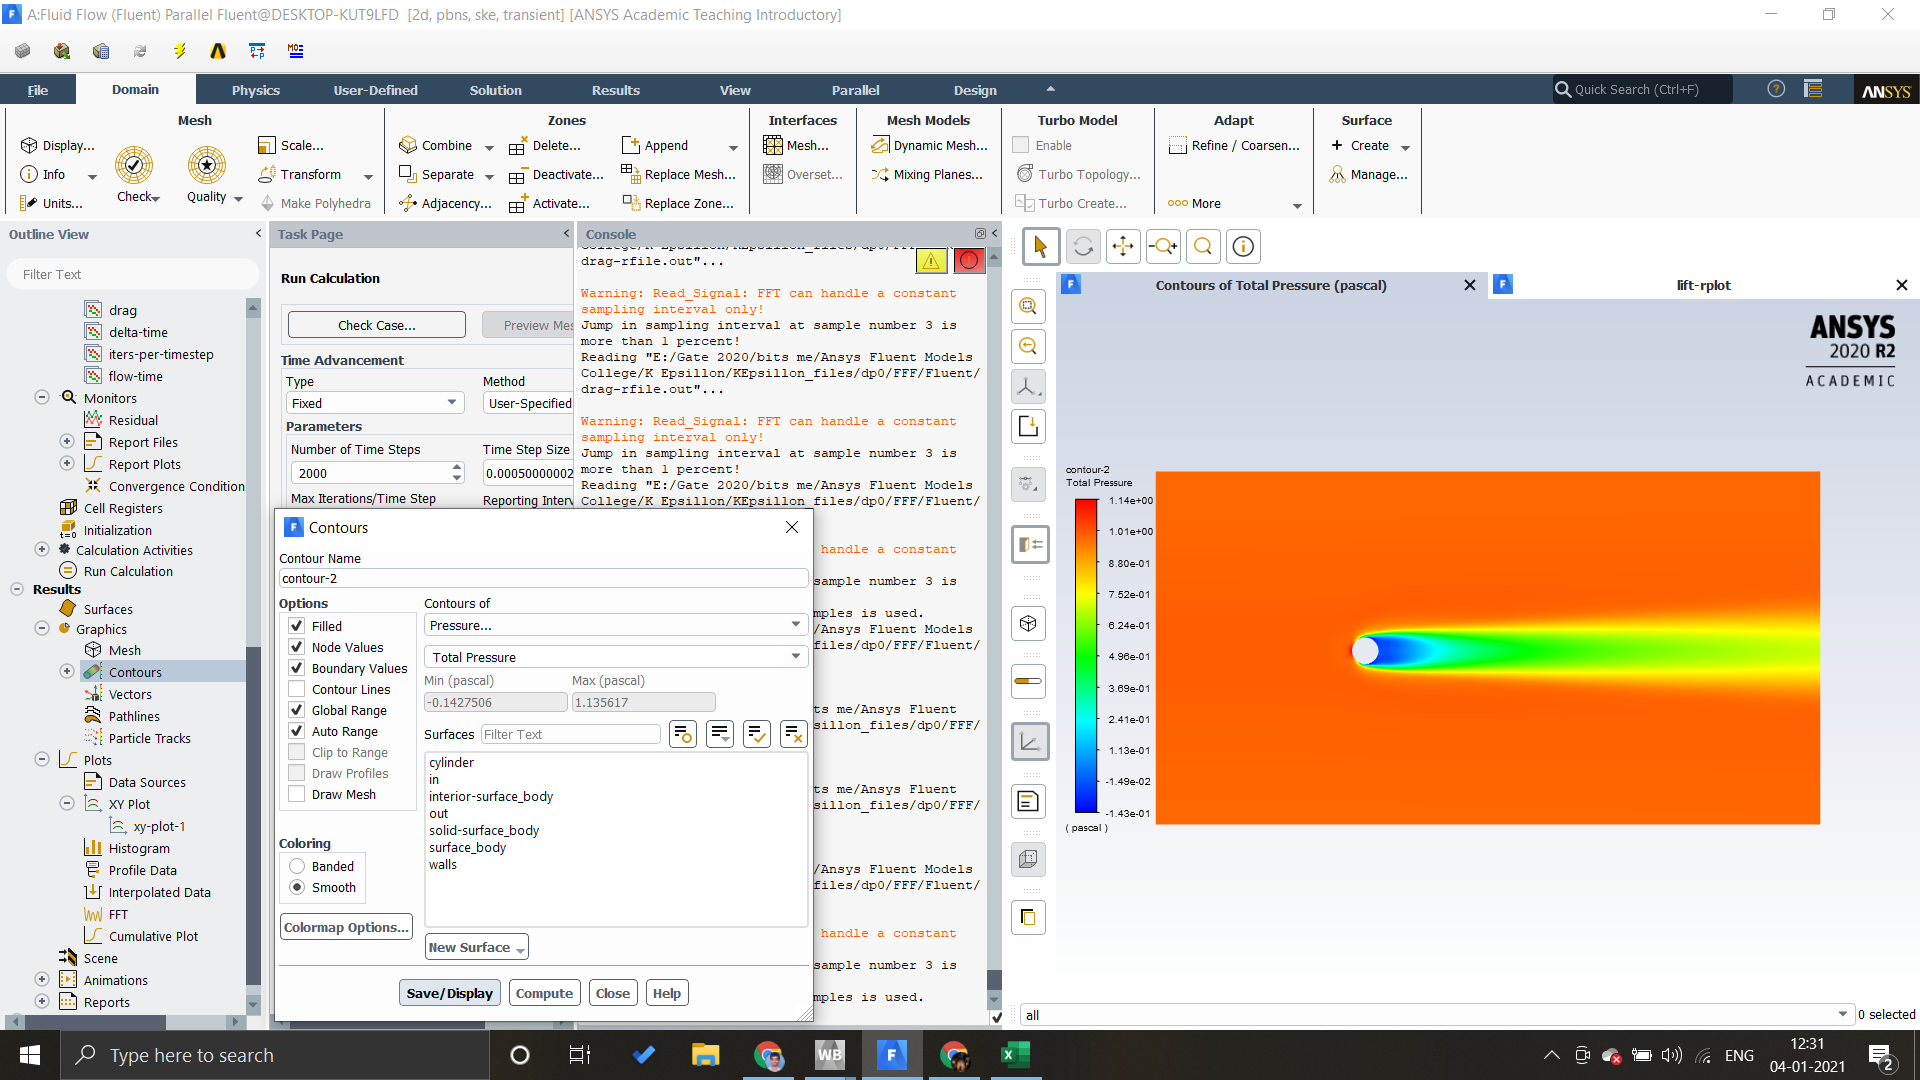 A:Fluid Flow (Fluent) Parallel Fluent@DESKTOP-KUT9LFD [2d, pbns, ske, transient] [ANSYS Academic Teaching Introductory]
File Domain Physics User-Defined Solution Results View Parallel Design Quick Search (Ctrl+F) ANSYS
Mesh Zones Interfaces Mesh Models Turbo Model Adapt Surface
Display... Scale... Combine Delete... Append Mesh... Dynamic Mesh... Enable Refine / Coarsen... Create
Info Transform Separate Deactivate... Replace Mesh... Overset... Mixing Planes... Turbo Topology... Manage...
Check Quality
Units... Make Polyhedra Adjacency... Activate... Replace Zone... Turbo Create... More
Outline View
Filter Text
drag
delta-time
iters-per-timestep
flow-time
Monitors
Residual
Report Files
Report Plots
Convergence Condition
Cell Registers
Initialization
Calculation Activities
Run Calculation
Results
Surfaces
Graphics
Mesh
Contours
Vectors
Pathlines
Particle Tracks
Plots
Data Sources
XY Plot
xy-plot-1
Histogram
Profile Data
Interpolated Data
FFT
Cumulative Plot
Scene
Animations
Reports
Task Page
Run Calculation
Check Case... Preview Mes
Time Advancement
Type Method
Fixed User-Specified
Parameters
Number of Time Steps Time Step Size
2000 0.0005000002
Max Iterations/Time Step Reporting Interv
Console
College/K Epsillon/KEpsillon_files/dp0/FFF/Fluent/
drag-rfile.out"...
Warning: Read_Signal: FFT can handle a constant
sampling interval only!
Jump in sampling interval at sample number 3 is
more than 1 percent!
Reading "E:/Gate 2020/bits me/Ansys Fluent Models
College/K Epsillon/KEpsillon_files/dp0/FFF/Fluent/
drag-rfile.out"...
Warning: Read_Signal: FFT can handle a constant
sampling interval only!
Jump in sampling interval at sample number 3 is
more than 1 percent!
Reading "E:/Gate 2020/bits me/Ansys Fluent Models
College/K Epsillon/KEpsillon_files/dp0/FFF/Fluent/
handle a constant
sample number 3 is
mples is used.
/Ansys Fluent Models
sillon_files/dp0/FFF/
ts me/Ansys Fluent
sillon_files/dp0/FFF/
ts me/Ansys Fluent
sillon_files/dp0/FFF/
/Ansys Fluent Models
files/dp0/FFF/Fluent/
handle a constant
sample number 3 is
mples is used.
Contours
Contour Name
contour-2
Options
Filled
Node Values
Boundary Values
Contour Lines
Global Range
Auto Range
Clip to Range
Draw Profiles
Draw Mesh
Coloring
Banded
Smooth
Colormap Options...
Contours of
Pressure...
Total Pressure
Min (pascal) Max (pascal)
-0.1427506 1.135617
Surfaces Filter Text
cylinder
in
interior-surface_body
out
solid-surface_body
surface_body
walls
New Surface
Save/Display Compute Close Help
Contours of Total Pressure (pascal) lift-rplot
ANSYS
2020 R2
ACADEMIC
contour-2
Total Pressure
1.14e+00
1.01e+00
8.80e-01
7.52e-01
6.24e-01
4.96e-01
3.69e-01
2.41e-01
1.13e-01
-1.49e-02
-1.43e-01
( pascal )
all 0 selected
Type here to search
WB
ENG
12:31
04-01-2021
2